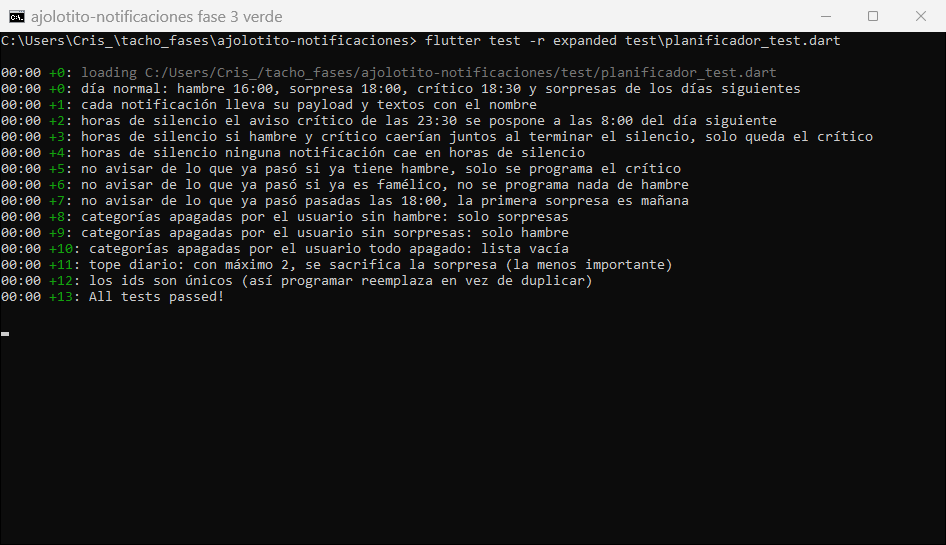 ajolotito-notificaciones fase 3 verde
C:\Users\Cris_\tacho_fases\ajolotito-notificaciones> flutter test -r expanded test\planificador_test.dart
00:00 +0: loading C:/Users/Cris_/tacho_fases/ajolotito-notificaciones/test/planificador_test.dart
00:00 +0: día normal: hambre 16:00, sorpresa 18:00, crítico 18:30 y sorpresas de los días siguientes
00:00 +1: cada notificación lleva su payload y textos con el nombre
00:00 +2: horas de silencio el aviso crítico de las 23:30 se pospone a las 8:00 del día siguiente
00:00 +3: horas de silencio si hambre y crítico caerían juntos al terminar el silencio, solo queda el crítico
00:00 +4: horas de silencio ninguna notificación cae en horas de silencio
00:00 +5: no avisar de lo que ya pasó si ya tiene hambre, solo se programa el crítico
00:00 +6: no avisar de lo que ya pasó si ya es famélico, no se programa nada de hambre
00:00 +7: no avisar de lo que ya pasó pasadas las 18:00, la primera sorpresa es mañana
00:00 +8: categorías apagadas por el usuario sin hambre: solo sorpresas
00:00 +9: categorías apagadas por el usuario sin sorpresas: solo hambre
00:00 +10: categorías apagadas por el usuario todo apagado: lista vacía
00:00 +11: tope diario: con máximo 2, se sacrifica la sorpresa (la menos importante)
00:00 +12: los ids son únicos (así programar reemplaza en vez de duplicar)
00:00 +13: All tests passed!